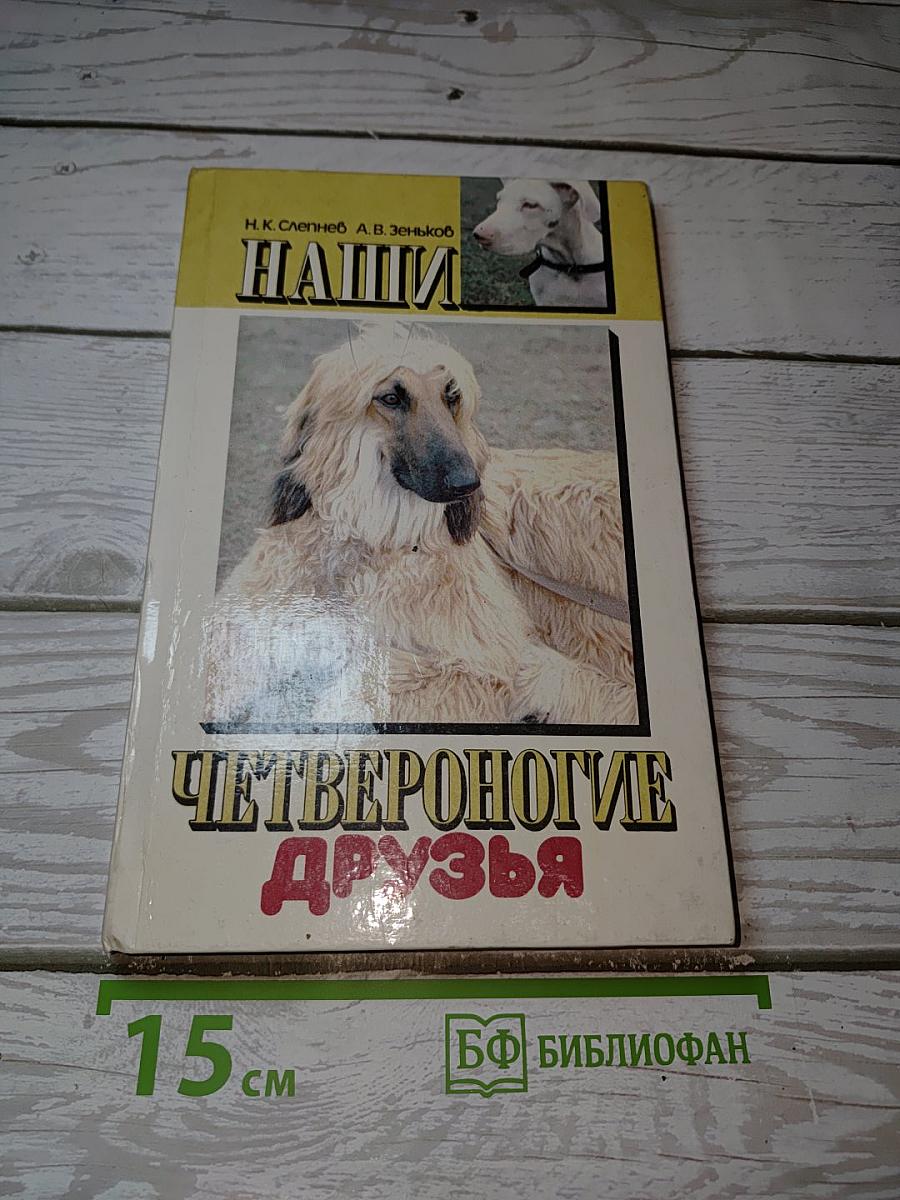 Н. К. Слепнев А. В. Зеньков
НАШИ
ЧЕТВЕРОНОГИЕ
ДРУЗЬЯ
15 см
БФ БИБЛИОФАН